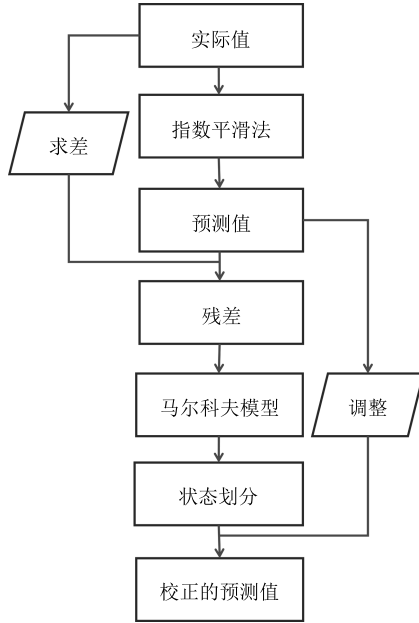 实际值
指数平滑法
求差
预测值
残差
马尔科夫模型
调整
状态划分
校正的预测值